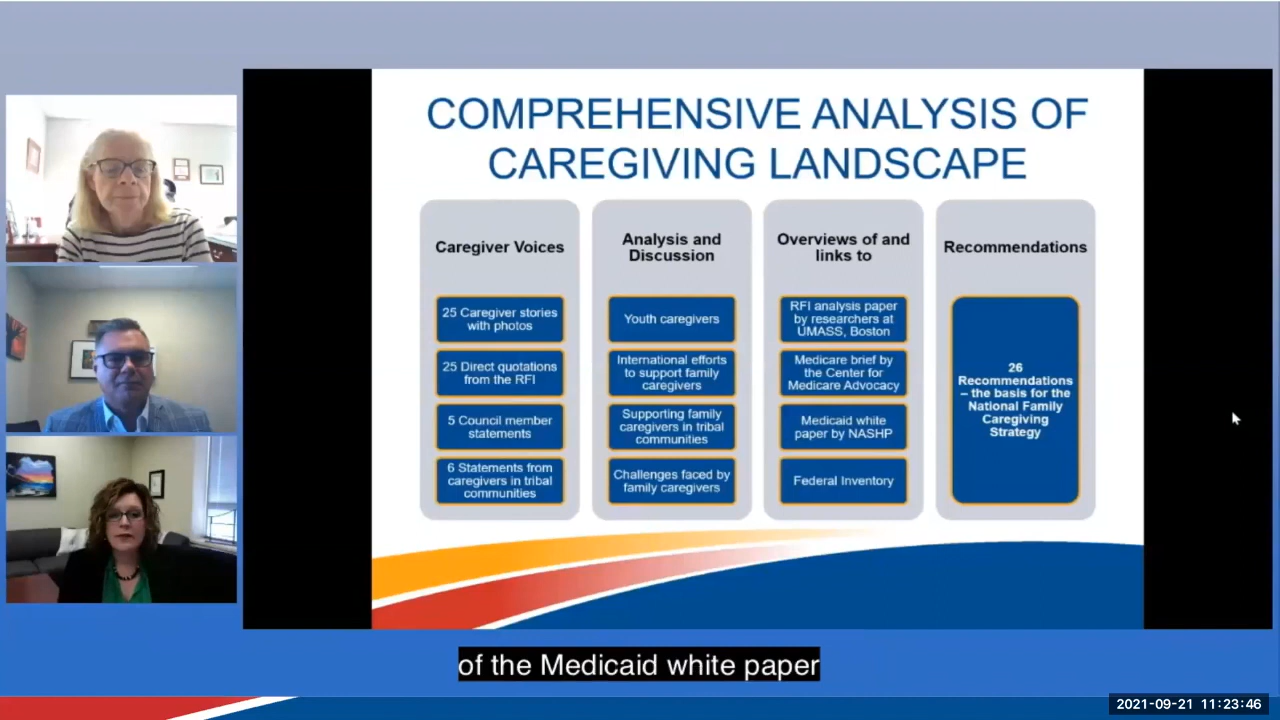 COMPREHENSIVE ANALYSIS OF
CAREGIVING LANDSCAPE
Caregiver Voices
25 Caregiver stories
with photos
25 Direct quotations
from the RFI
5 Council member
statements
6 Statements from
caregivers in tribal
communities
Analysis and
Discussion
Youth caregivers
International efforts
to support family
caregivers
Supporting family
caregivers in tribal
communities
Challenges faced by
family caregivers
Overviews of and
links to
RFI analysis paper
by researchers at
UMASS, Boston
Medicare brief by
the Center for
Medicare Advocacy
Medicaid white
paper by NASHP
Federal Inventory
Recommendations
26
Recommendations
– the basis for the
National Family
Caregiving
Strategy
of the Medicaid white paper
2021-09-21 11:23:46